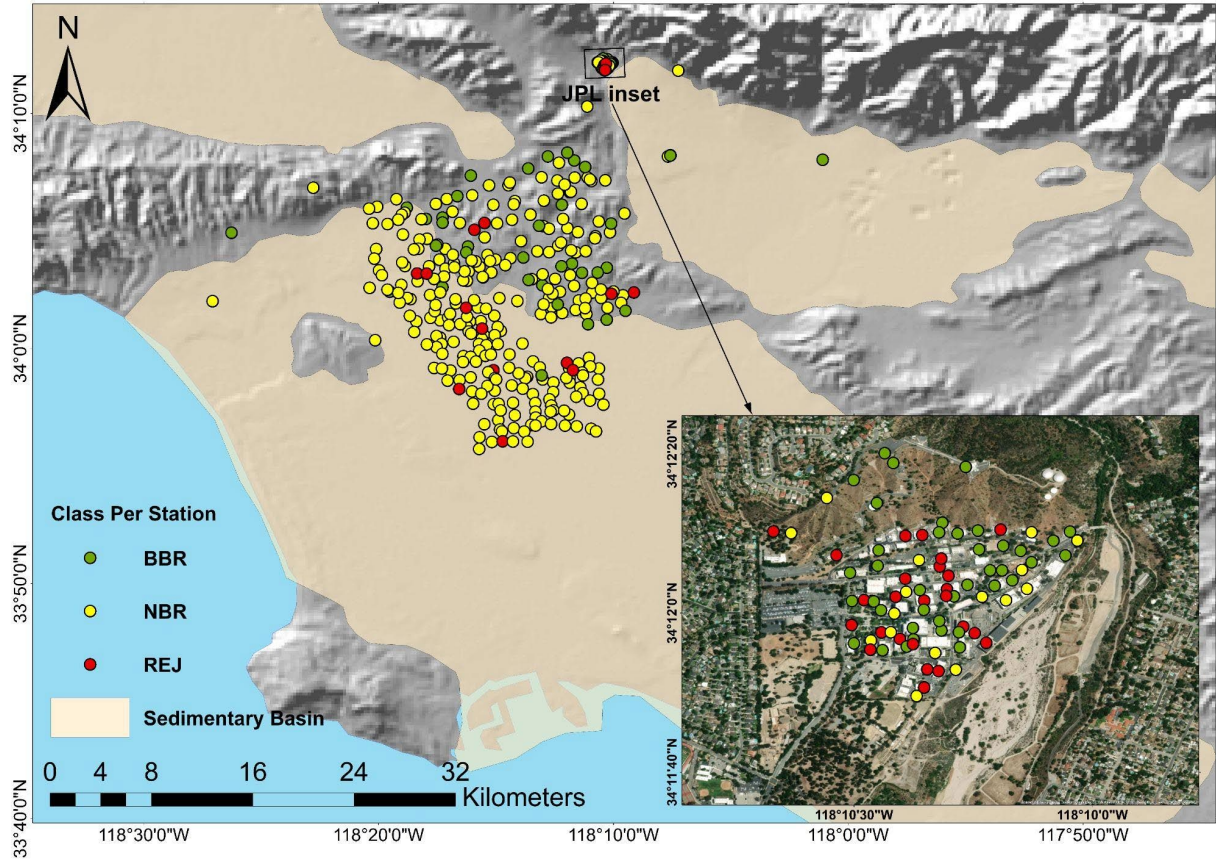 N
JPL inset
34°10'0"N
34°0'0"N
33°50'0"N
33°40'0"N
Class Per Station
BBR
NBR
REJ
Sedimentary Basin
0 4 8 16 24 32
Kilometers
34°12'20"N
34°12'0"N
34°11'40"N
118°10'30"W 118°10'0"W
118°30'0"W 118°20'0"W 118°10'0"W 118°0'0"W 117°50'0"W